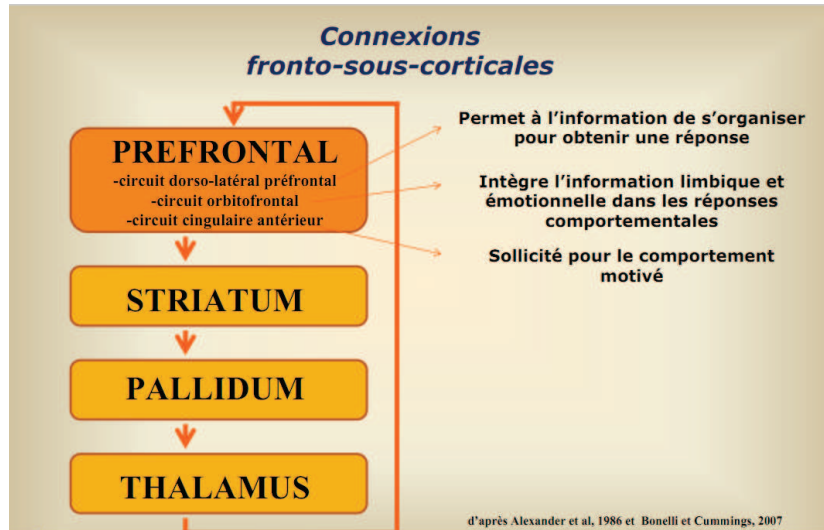 Connexions
fronto-sous-corticales
PREFRONTAL
-circuit dorso-latéral préfrontal
-circuit orbitofrontal
-circuit cingulaire antérieur
Permet à l’information de s’organiser
pour obtenir une réponse
Intègre l’information limbique et
émotionnelle dans les réponses
comportementales
Sollicité pour le comportement
motivé
STRIATUM
PALLIDUM
THALAMUS
d'après Alexander et al, 1986 et Bonelli et Cummings, 2007